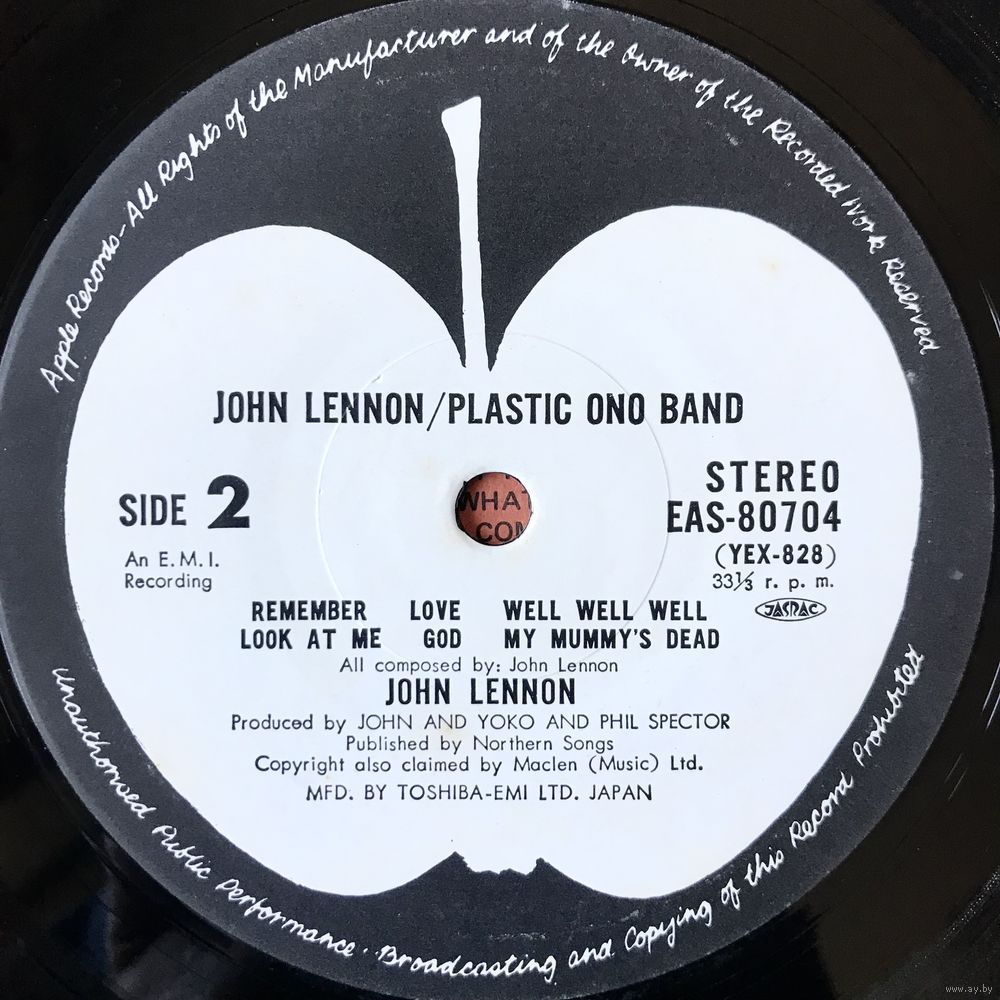 Apple Records-All Rights of the Manufacturer and of the Owner of the Recorded Work Reserved
JOHN LENNON/PLASTIC ONO BAND
SIDE 2
STEREO
EAS-80704
(YEX-828)
33⅓ r. p. m.
An E.M.I.
Recording
WHAT
COM
JASRAC
REMEMBER LOVE WELL WELL WELL
LOOK AT ME GOD MY MUMMY'S DEAD
All composed by: John Lennon
JOHN LENNON
Produced by JOHN AND YOKO AND PHIL SPECTOR
Published by Northern Songs
Copyright also claimed by Maclen (Music) Ltd.
MFD. BY TOSHIBA-EMI LTD. JAPAN
Unauthorised Public Performance · Broadcasting and Copying of this Record Prohibited
www.ay.by